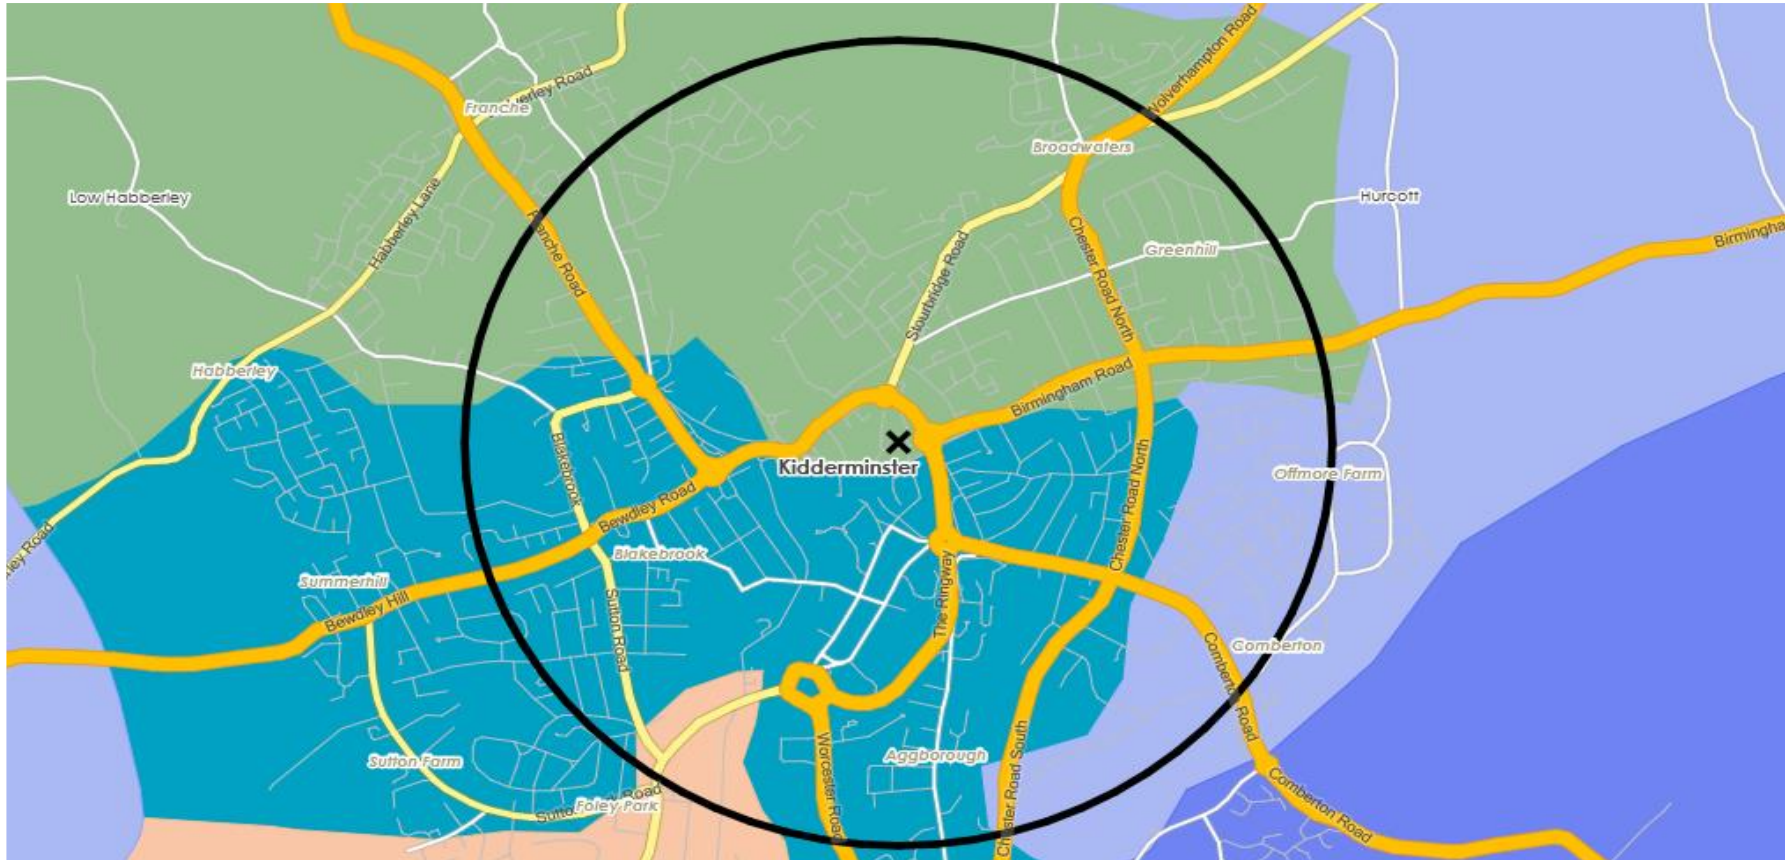 Wolverhampton Road
Franche
Habberley Lane
Broadwaters
Low Habberley
Hurcott
Franche Road
Chester Road North
Greenhill
Birmingha
Stourbridge Road
Habberley
Birmingham Road
Blakebrook
Kidderminster
Chester Road North
Offmore Farm
Bewdley Road
Blakebrook
Summerhill
Bewdley Hill
The Ringway
Sutton Road
Comberton
Comberton Road
Aggborough
Sutton Farm
Worcester Road
Chester Road South
Comberton Road
Foley Park
Road